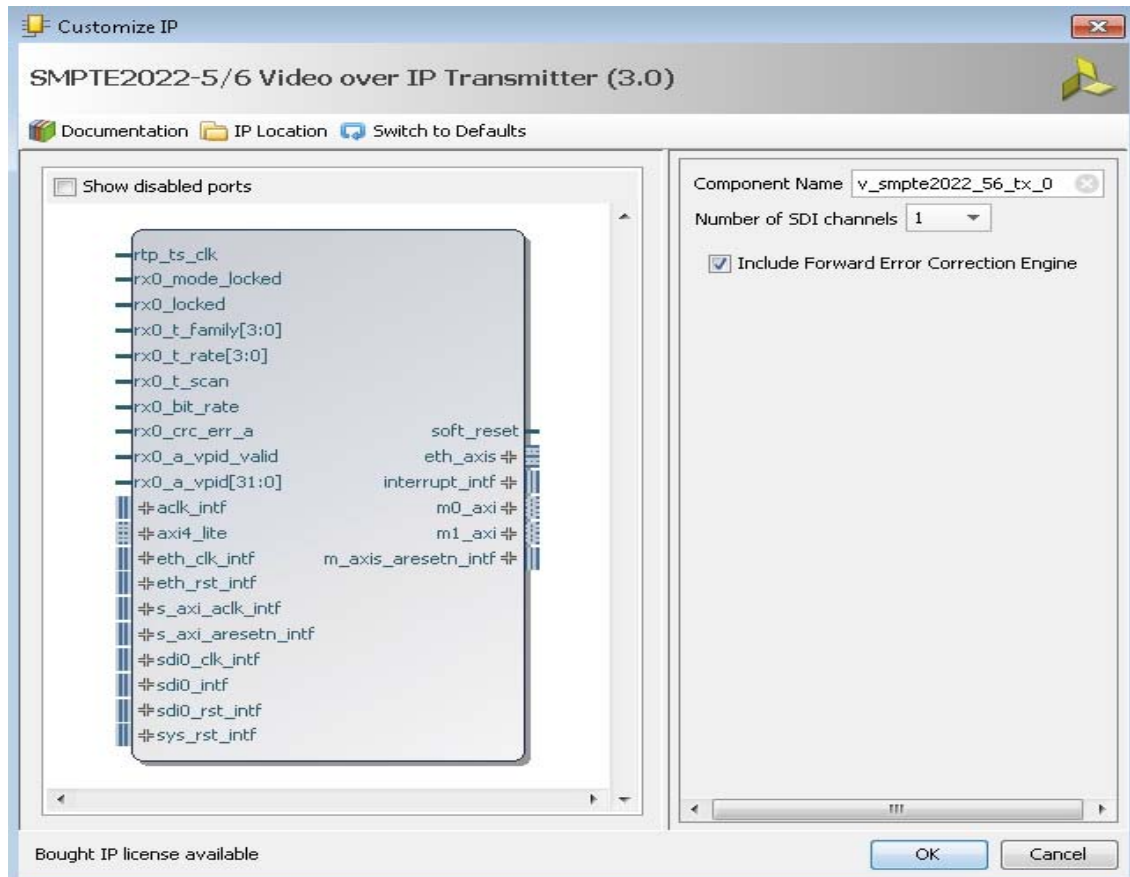 Customize IP
SMPTE2022-5/6 Video over IP Transmitter (3.0)
Documentation IP Location Switch to Defaults
Show disabled ports
rtp_ts_clk
rx0_mode_locked
rx0_locked
rx0_t_family[3:0]
rx0_t_rate[3:0]
rx0_t_scan
rx0_bit_rate
rx0_crc_err_a
rx0_a_vpid_valid
rx0_a_vpid[31:0]
aclk_intf
axi4_lite
eth_clk_intf
eth_rst_intf
s_axi_aclk_intf
s_axi_aresetn_intf
sdi0_clk_intf
sdi0_intf
sdi0_rst_intf
sys_rst_intf
soft_reset
eth_axis
interrupt_intf
m0_axi
m1_axi
m_axis_aresetn_intf
Component Name v_smpte2022_56_tx_0
Number of SDI channels 1
Include Forward Error Correction Engine
Bought IP license available
OK Cancel